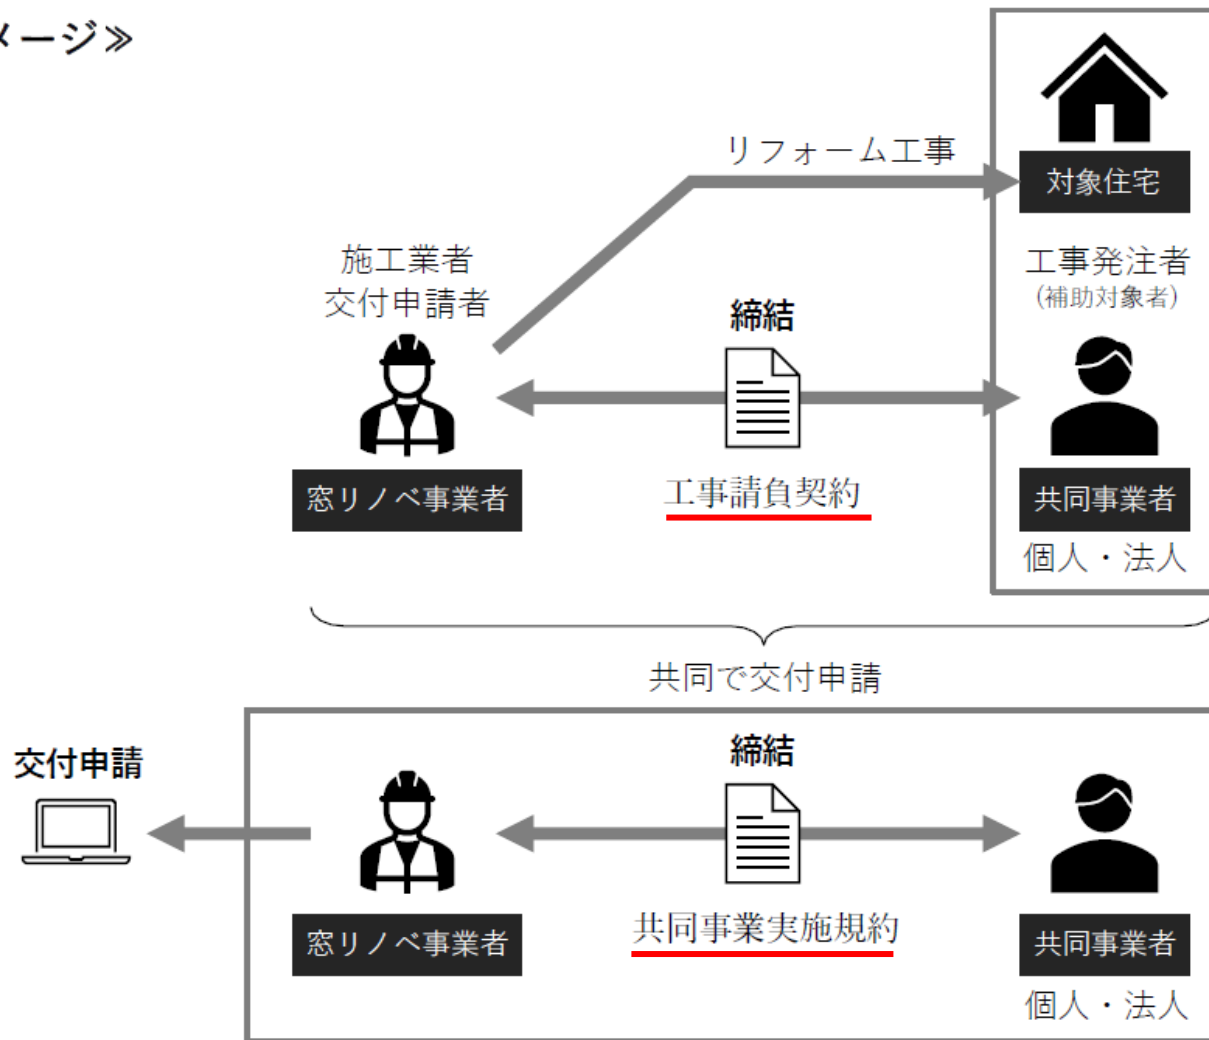 メージ≫
リフォーム工事
対象住宅
施工業者
交付申請者
工事発注者
(補助対象者)
締結
窓リノベ事業者
工事請負契約
共同事業者
個人・法人
共同で交付申請
交付申請
締結
窓リノベ事業者
共同事業実施規約
共同事業者
個人・法人